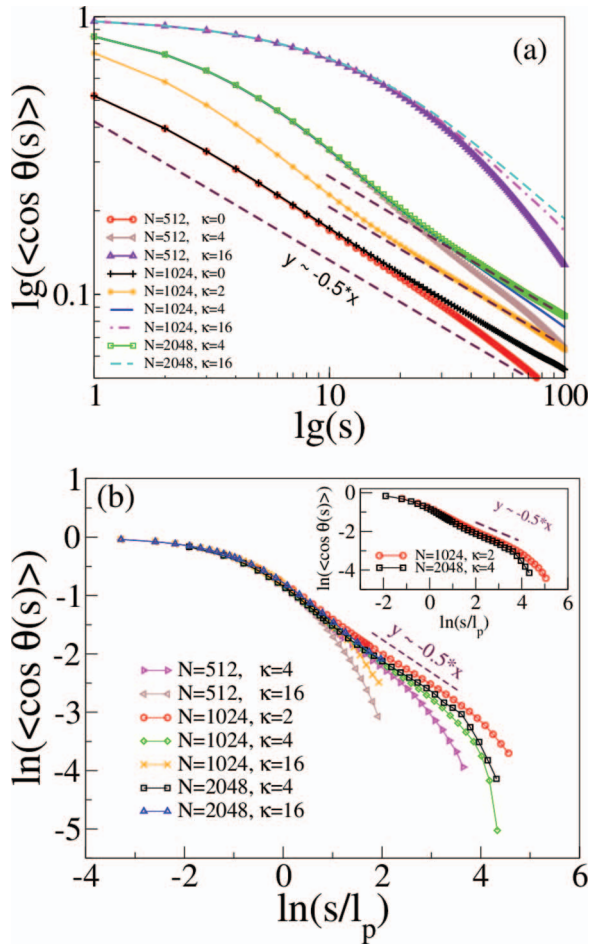 1
(a)
lg(<cos θ(s)>)
N=512, κ=0
N=512, κ=4
N=512, κ=16
N=1024, κ=0
N=1024, κ=2
N=1024, κ=4
N=1024, κ=16
N=2048, κ=4
N=2048, κ=16
y ~ -0.5*x
0.1
1 10 100
lg(s)
(b)
ln(<cos θ(s)>)
0
-1
-2
-3
-4
-5
y ~ -0.5*x
N=512, κ=4
N=512, κ=16
N=1024, κ=2
N=1024, κ=4
N=1024, κ=16
N=2048, κ=4
N=2048, κ=16
-4 -2 0 2 4 6
ln(s/lp)
ln(<cos θ(s)>)
0
-2
-4
y ~ -0.5*x
N=1024, κ=2
N=2048, κ=4
-2 0 2 4 6
ln(s/lp)